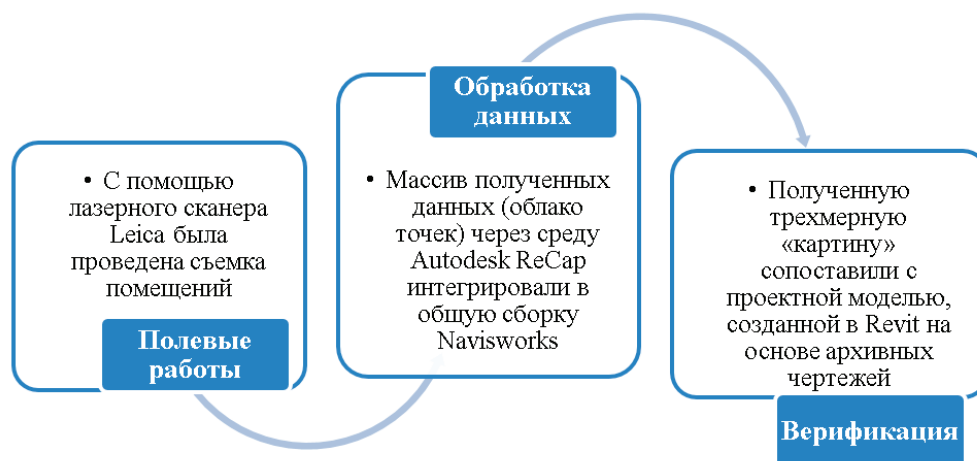 • С помощью
лазерного сканера
Leica была
проведена съемка
помещений
Полевые
работы
Обработка
данных
• Массив полученных
данных (облако
точек) через среду
Autodesk ReCap
интегрировали в
общую сборку
Navisworks
• Полученную
трехмерную
«картину»
сопоставили с
проектной моделью,
созданной в Revit на
основе архивных
чертежей
Верификация